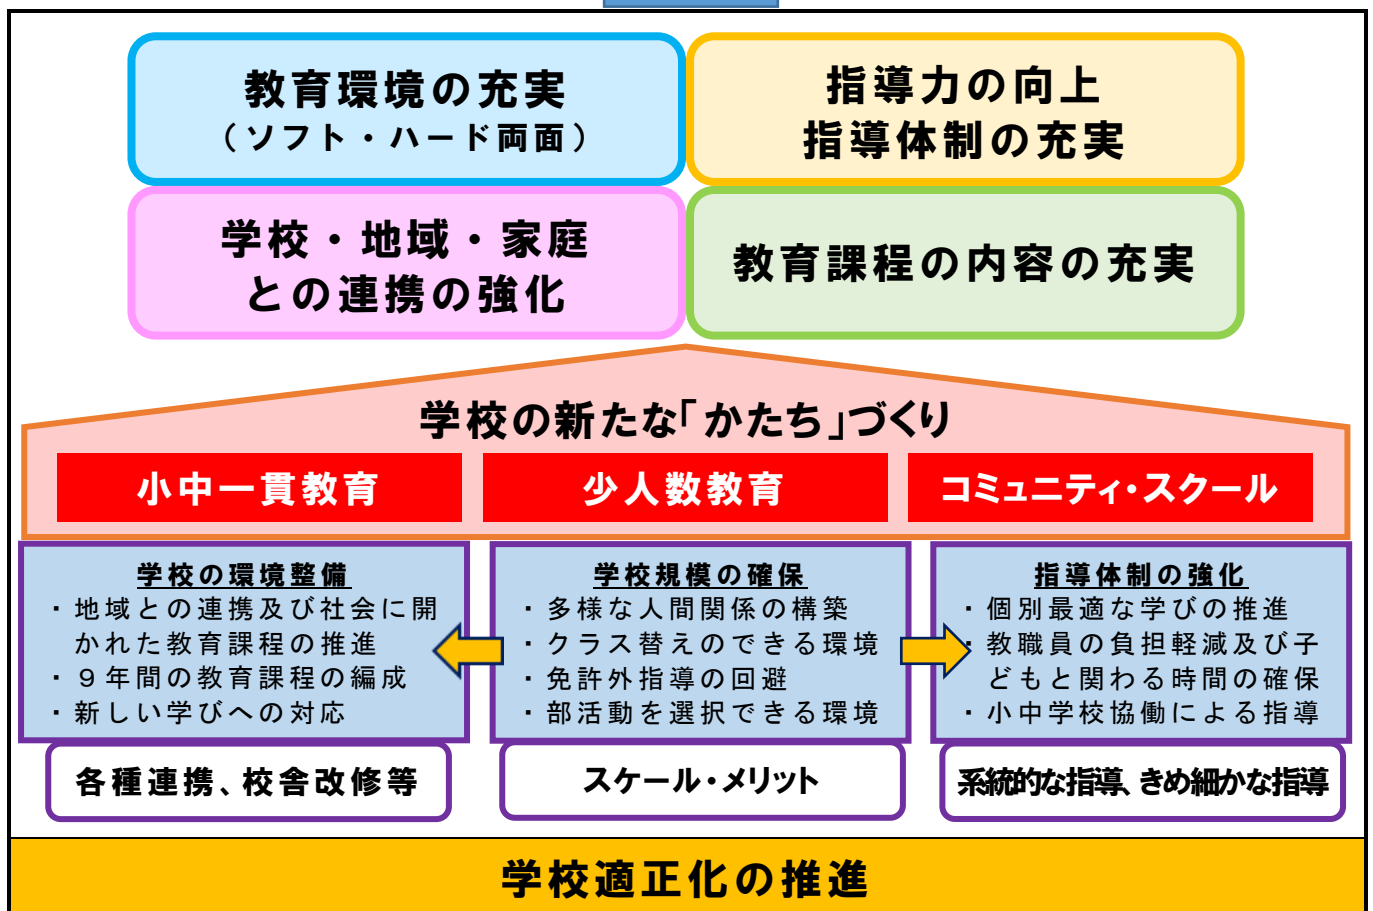 教育環境の充実
（ソフト・ハード両面）
指導力の向上
指導体制の充実
学校・地域・家庭
との連携の強化
教育課程の内容の充実
学校の新たな「かたち」づくり
小中一貫教育
少人数教育
コミュニティ・スクール
学校の環境整備
・地域との連携及び社会に開
かれた教育課程の推進
・９年間の教育課程の編成
・新しい学びへの対応
学校規模の確保
・多様な人間関係の構築
・クラス替えのできる環境
・免許外指導の回避
・部活動を選択できる環境
指導体制の強化
・個別最適な学びの推進
・教職員の負担軽減及び子
どもと関わる時間の確保
・小中学校協働による指導
各種連携、校舎改修等
スケール・メリット
系統的な指導、きめ細かな指導
学校適正化の推進